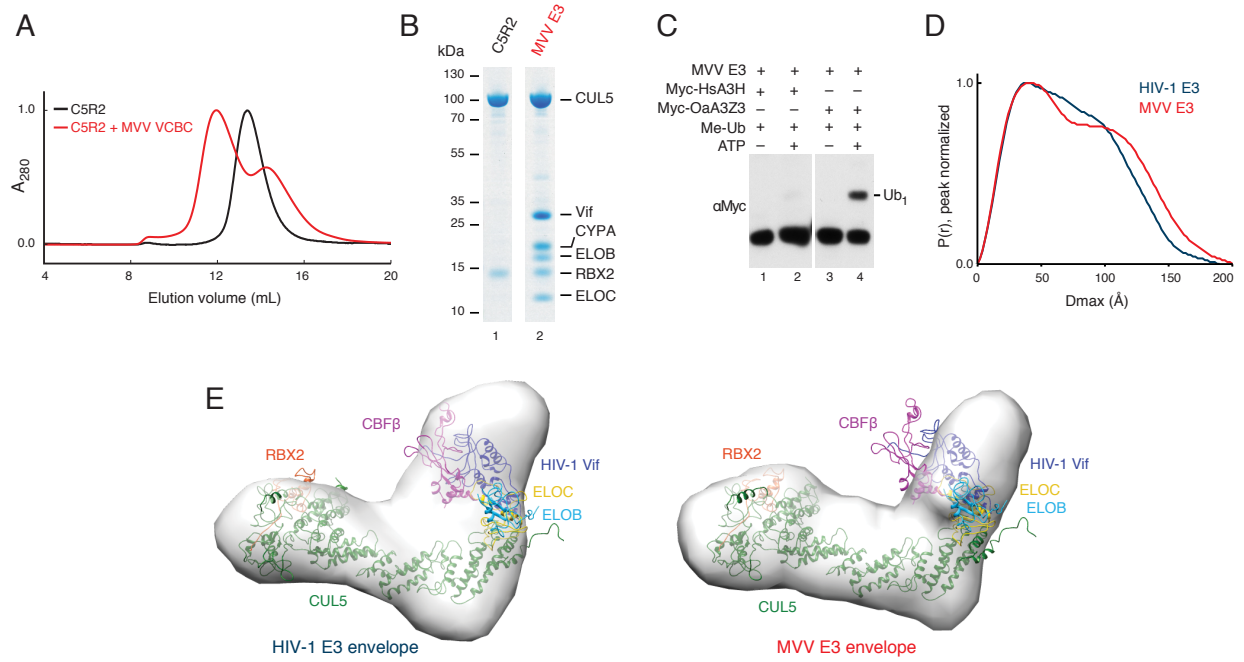 A
C5R2
C5R2 + MVV VCBC
1.0
0.0
A280
4
8
12
16
20
Elution volume (mL)
B
kDa
C5R2
MVV E3
130
100
70
55
35
25
15
10
CUL5
Vif
CYPA
ELOB
RBX2
ELOC
1
2
C
MVV E3 + + + +
Myc-HsA3H + + – –
Myc-OaA3Z3 – – + +
Me-Ub + + + +
ATP – + – +
αMyc
Ub1
1 2 3 4
D
HIV-1 E3
MVV E3
P(r), peak normalized
1.0
0.0
0 50 100 150 200
Dmax (Å)
E
CBFβ
RBX2
HIV-1 Vif
ELOC
ELOB
CUL5
HIV-1 E3 envelope
CBFβ
RBX2
HIV-1 Vif
ELOC
ELOB
CUL5
MVV E3 envelope